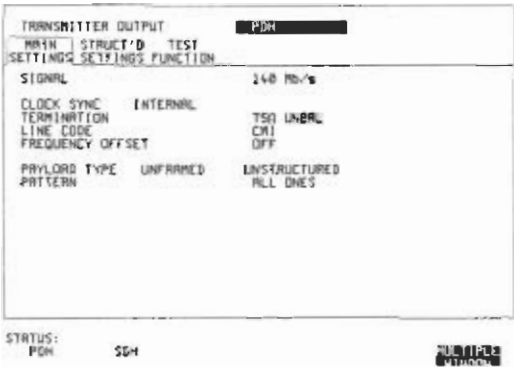 TRANSMITTER OUTPUT PDH
MAIN STRUCT'D TEST
SETTINGS SETTINGS FUNCTION
SIGNAL 140 Mb/s
CLOCK SYNC INTERNAL
TERMINATION 75Ω UNBAL
LINE CODE CMI
FREQUENCY OFFSET OFF
PAYLOAD TYPE UNFRAMED UNSTRUCTURED
PATTERN ALL ONES
STATUS:
PDH SDH MULTIPLE
WINDOW